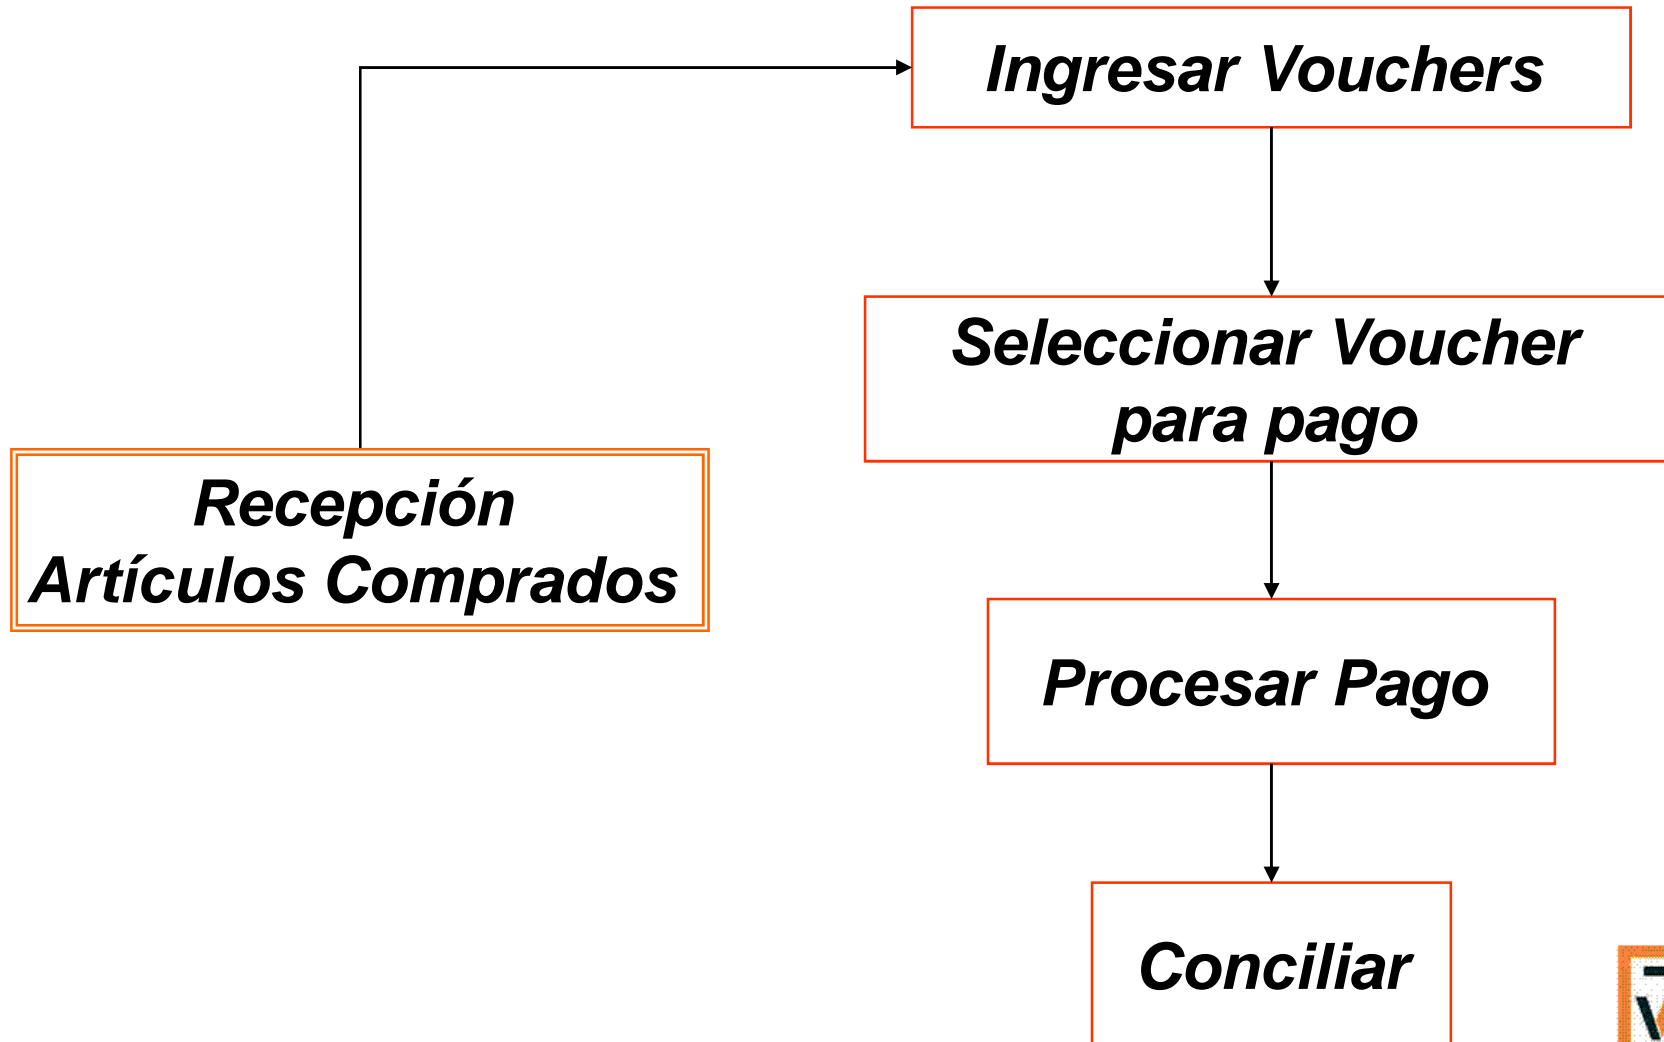 Ingresar Vouchers
Seleccionar Voucher
para pago
Recepción
Artículos Comprados
Procesar Pago
Conciliar